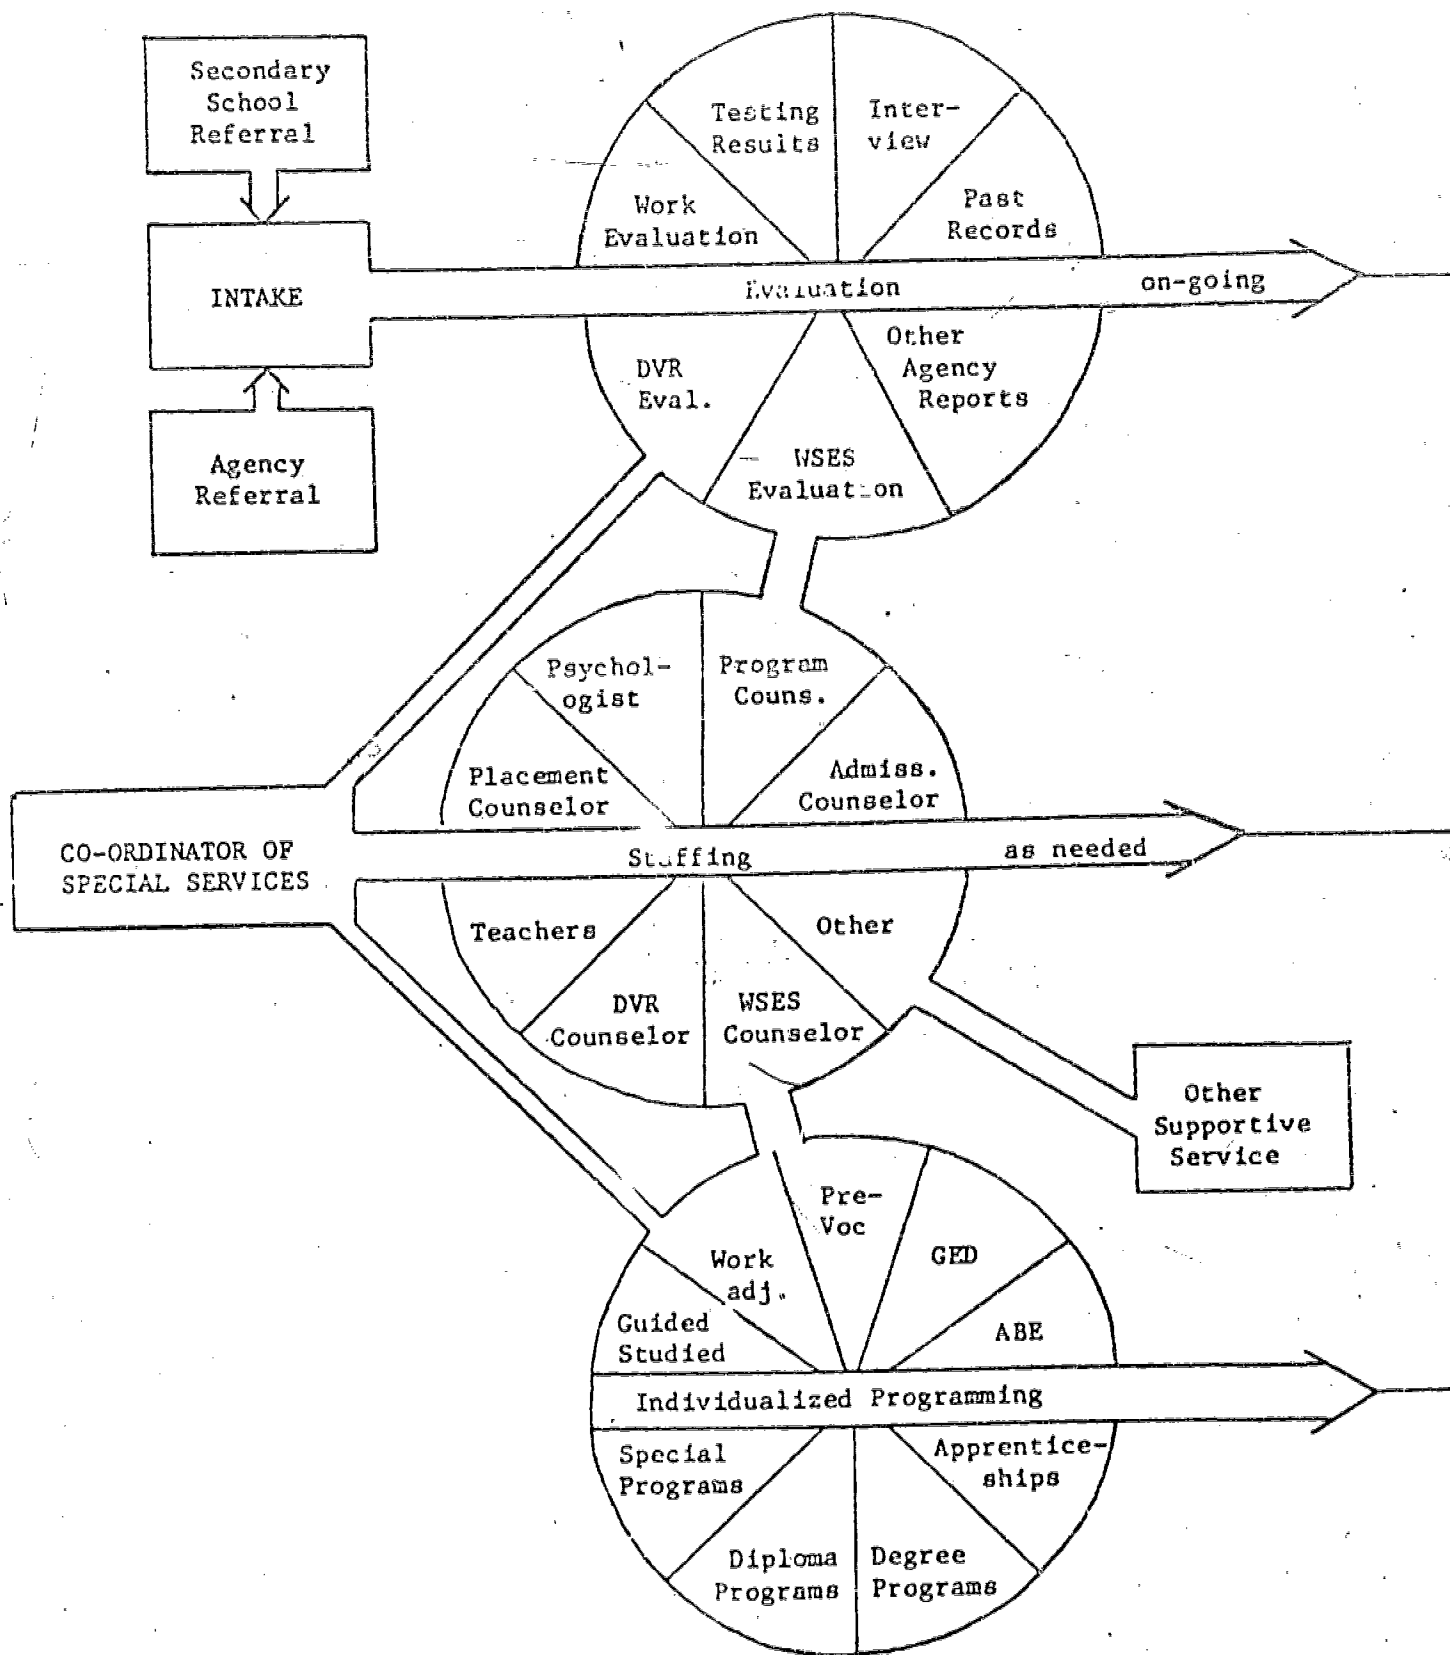 Secondary
School
Referral
INTAKE
Agency
Referral
Testing
Results
Inter-
view
Work
Evaluation
Past
Records
Evaluation
on-going
DVR
Eval.
WSES
Evaluation
Other
Agency
Reports
CO-ORDINATOR OF
SPECIAL SERVICES
Psychol-
ogist
Program
Couns.
Placement
Counselor
Admiss.
Counselor
Staffing
as needed
Teachers
DVR
Counselor
WSES
Counselor
Other
Other
Supportive
Service
Guided
Studied
Work
adj.
Pre-
Voc
GED
ABE
Individualized Programming
Special
Programs
Diploma
Programs
Degree
Programs
Apprentice-
ships